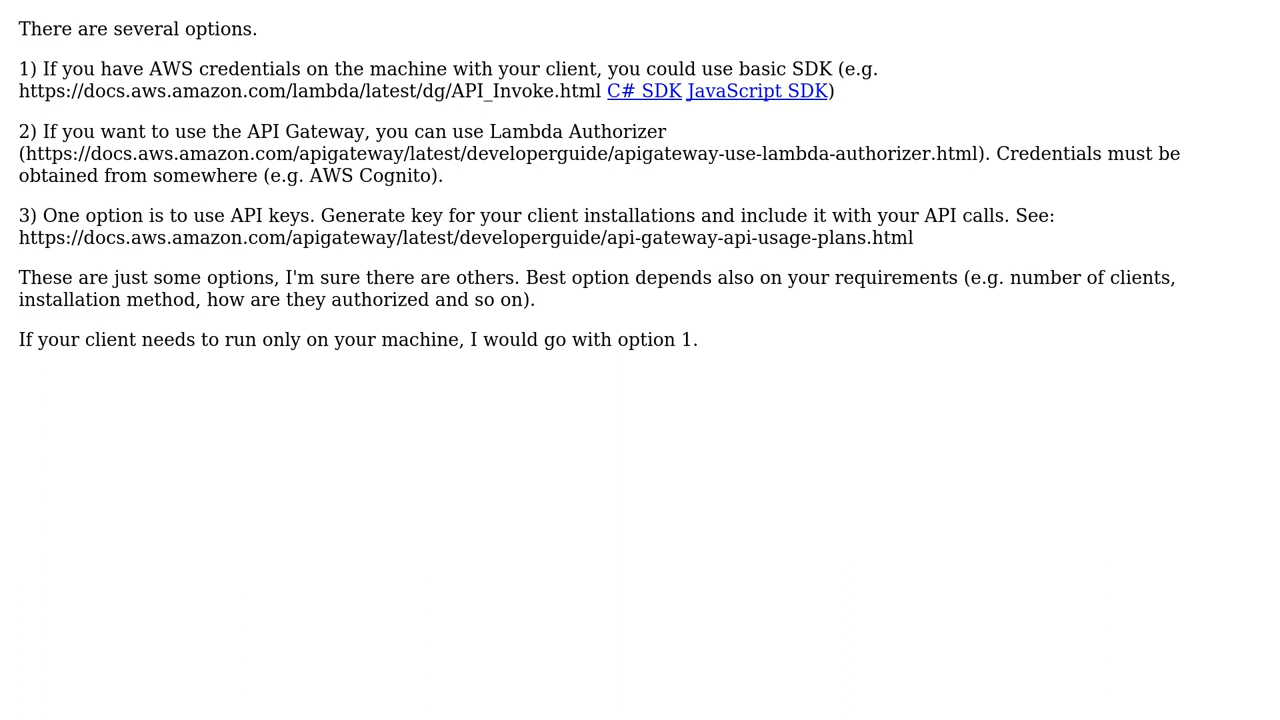 There are several options.
1) If you have AWS credentials on the machine with your client, you could use basic SDK (e.g.
https://docs.aws.amazon.com/lambda/latest/dg/API_Invoke.html C# SDK JavaScript SDK)
2) If you want to use the API Gateway, you can use Lambda Authorizer
(https://docs.aws.amazon.com/apigateway/latest/developerguide/apigateway-use-lambda-authorizer.html). Credentials must be
obtained from somewhere (e.g. AWS Cognito).
3) One option is to use API keys. Generate key for your client installations and include it with your API calls. See:
https://docs.aws.amazon.com/apigateway/latest/developerguide/api-gateway-api-usage-plans.html
These are just some options, I'm sure there are others. Best option depends also on your requirements (e.g. number of clients,
installation method, how are they authorized and so on).
If your client needs to run only on your machine, I would go with option 1.